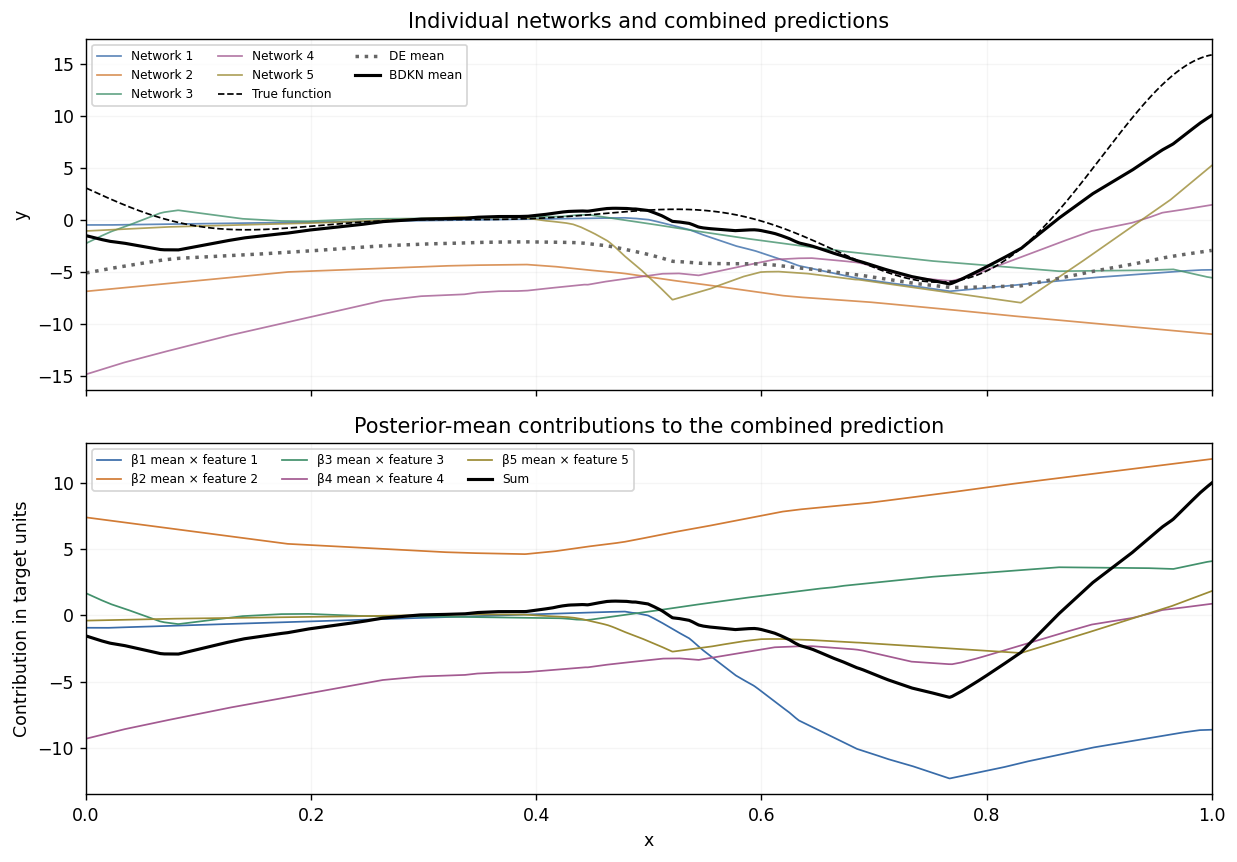 Individual networks and combined predictions
Network 1 Network 4 DE mean
Network 2 Network 5 BDKN mean
Network 3 True function
15
10
5
0
−5
−10
−15
y
Posterior-mean contributions to the combined prediction
β1 mean × feature 1 β3 mean × feature 3 β5 mean × feature 5
β2 mean × feature 2 β4 mean × feature 4 Sum
10
5
0
−5
−10
Contribution in target units
0.0 0.2 0.4 0.6 0.8 1.0
x